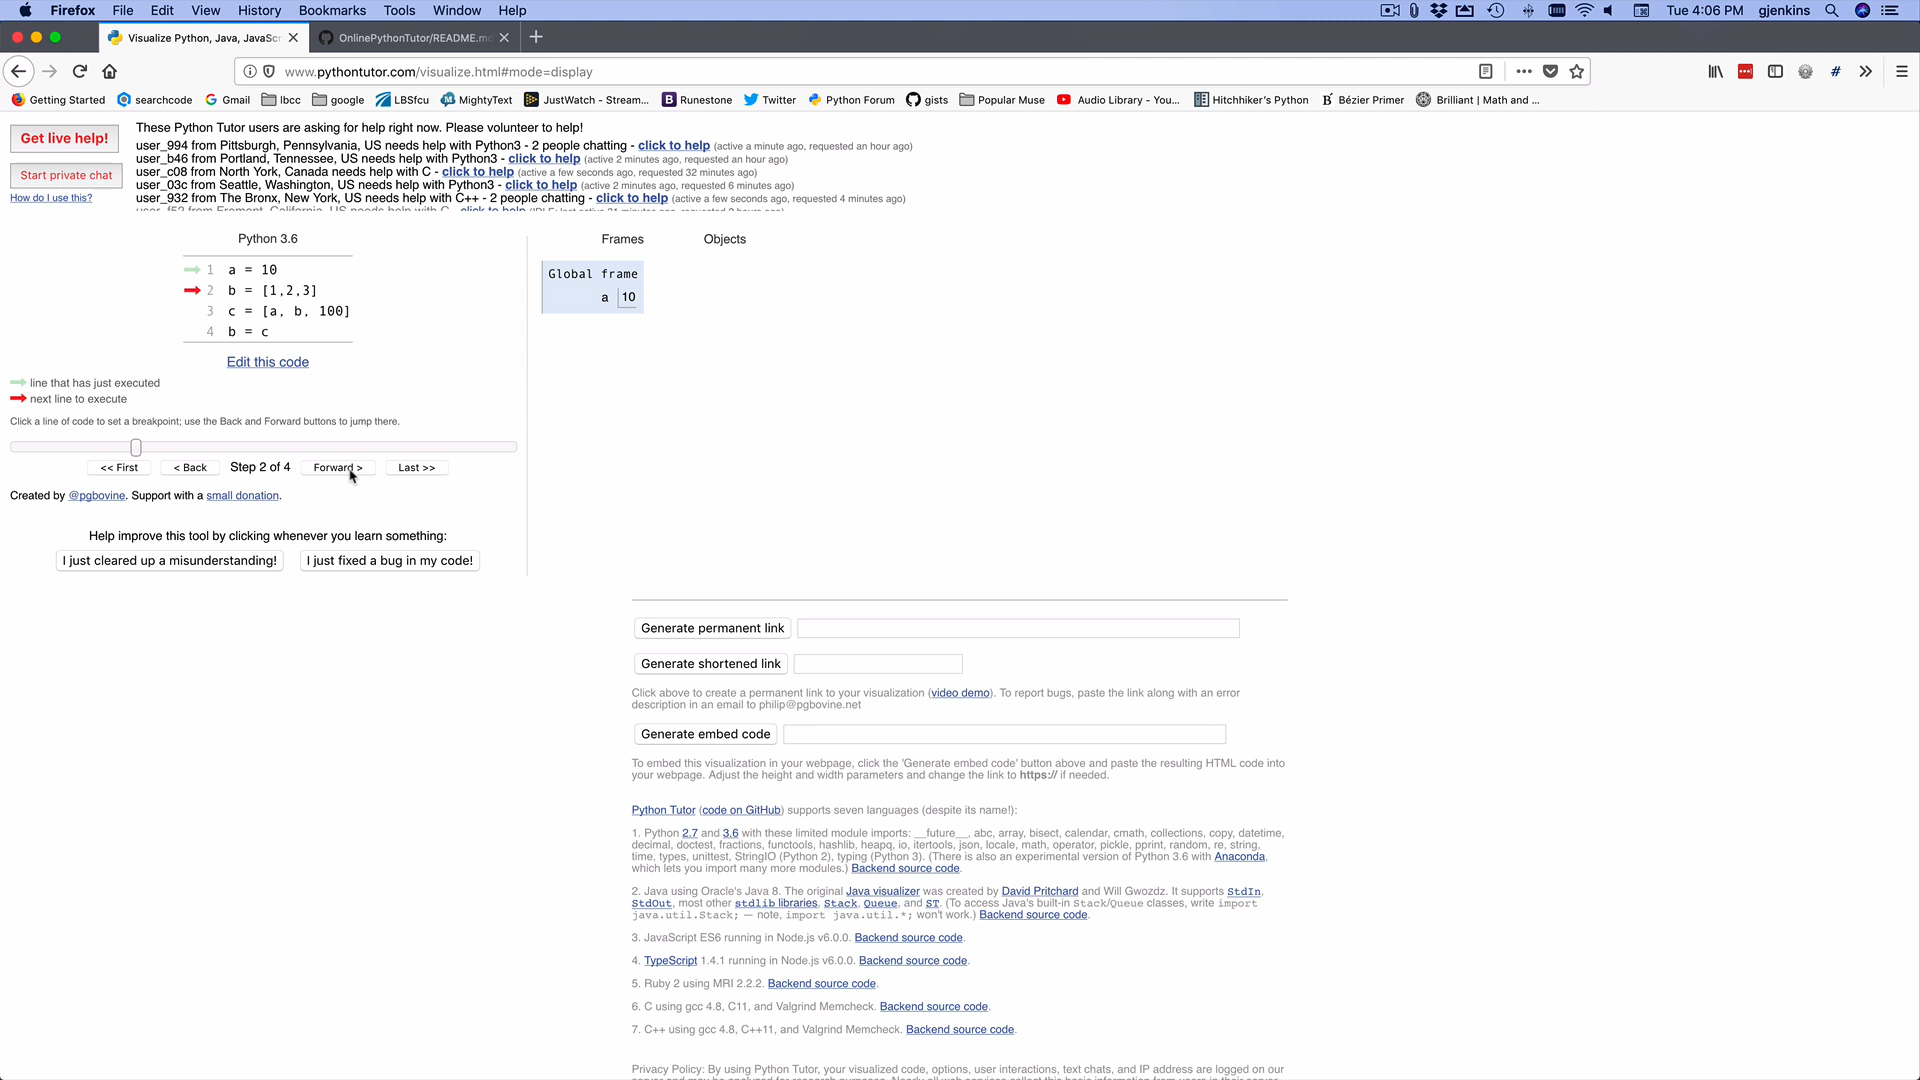 Firefox File Edit View History Bookmarks Tools Window Help Tue 4:06 PM gjenkins
Visualize Python, Java, JavaScr
OnlinePythonTutor/README.md
www.pythontutor.com/visualize.html#mode=display
Getting Started searchcode Gmail lbcc google LBSfcu MightyText JustWatch - Stream... Runestone Twitter Python Forum gists Popular Muse Audio Library - You... Hitchhiker's Python Bézier Primer Brilliant | Math and ...
Get live help!
Start private chat
How do I use this?
These Python Tutor users are asking for help right now. Please volunteer to help!
user_994 from Pittsburgh, Pennsylvania, US needs help with Python3 - 2 people chatting - click to help (active a minute ago, requested an hour ago)
user_b46 from Portland, Tennessee, US needs help with Python3 - click to help (active 2 minutes ago, requested an hour ago)
user_c08 from North York, Canada needs help with C - click to help (active a few seconds ago, requested 32 minutes ago)
user_03c from Seattle, Washington, US needs help with Python3 - click to help (active 2 minutes ago, requested 6 minutes ago)
user_932 from The Bronx, New York, US needs help with C++ - 2 people chatting - click to help (active a few seconds ago, requested 4 minutes ago)
Python 3.6
1 a = 10
2 b = [1,2,3]
3 c = [a, b, 100]
4 b = c
Edit this code
line that has just executed
next line to execute
Click a line of code to set a breakpoint; use the Back and Forward buttons to jump there.
<< First < Back Step 2 of 4 Forward > Last >>
Created by @pgbovine. Support with a small donation.
Help improve this tool by clicking whenever you learn something:
I just cleared up a misunderstanding! I just fixed a bug in my code!
Frames Objects
Global frame
a 10
Generate permanent link
Generate shortened link
Click above to create a permanent link to your visualization (video demo). To report bugs, paste the link along with an error
description in an email to philip@pgbovine.net
Generate embed code
To embed this visualization in your webpage, click the 'Generate embed code' button above and paste the resulting HTML code into
your webpage. Adjust the height and width parameters and change the link to https:// if needed.
Python Tutor (code on GitHub) supports seven languages (despite its name!):
1. Python 2.7 and 3.6 with these limited module imports: __future__, abc, array, bisect, calendar, cmath, collections, copy, datetime,
decimal, doctest, fractions, functools, hashlib, heapq, io, itertools, json, locale, math, operator, pickle, pprint, random, re, string,
time, types, unittest, StringIO (Python 2), typing (Python 3). (There is also an experimental version of Python 3.6 with Anaconda,
which lets you import many more modules.) Backend source code.
2. Java using Oracle's Java 8. The original Java visualizer was created by David Pritchard and Will Gwozdz. It supports StdIn,
StdOut, most other stdlib libraries, Stack, Queue, and ST. (To access Java's built-in Stack/Queue classes, write import
java.util.Stack; — note, import java.util.*; won't work.) Backend source code.
3. JavaScript ES6 running in Node.js v6.0.0. Backend source code.
4. TypeScript 1.4.1 running in Node.js v6.0.0. Backend source code.
5. Ruby 2 using MRI 2.2.2. Backend source code.
6. C using gcc 4.8, C11, and Valgrind Memcheck. Backend source code.
7. C++ using gcc 4.8, C++11, and Valgrind Memcheck. Backend source code.
Privacy Policy: By using Python Tutor, your visualized code, options, user interactions, text chats, and IP address are logged on our